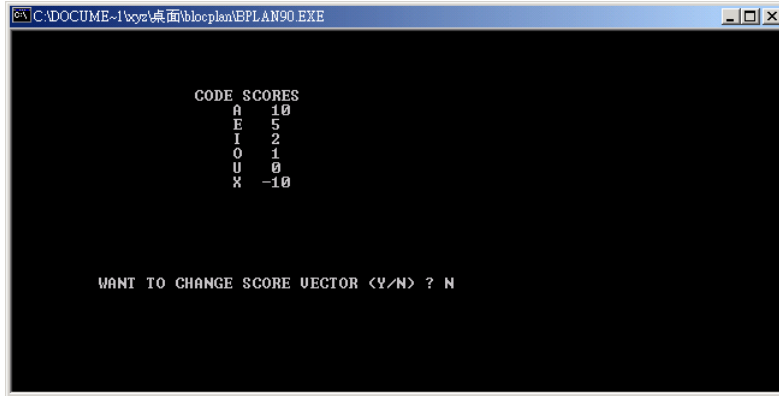 C:\DOCUME~1\xyz\桌面\blocplan\BPLAN90.EXE
CODE SCORES
A 10
E 5
I 2
O 1
U 0
X -10
WANT TO CHANGE SCORE VECTOR (Y/N) ? N